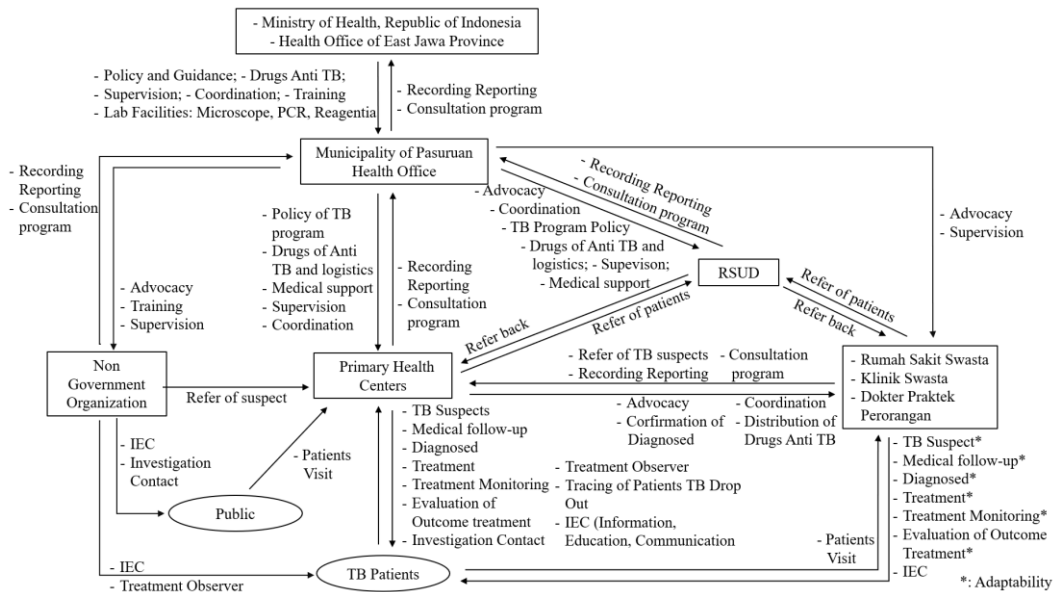 - Ministry of Health, Republic of Indonesia
- Health Office of East Jawa Province
- Policy and Guidance; - Drugs Anti TB;
- Supervision; - Coordination; - Training
- Lab Facilities: Microscope, PCR, Reagentia
- Recording Reporting
- Consultation program
Municipality of Pasuruan
Health Office
- Recording
Reporting
- Consultation
program
- Policy of TB
program
- Drugs of Anti
TB and logistics
- Medical support
- Supervision
- Coordination
- Recording
Reporting
- Consultation
program
- Recording Reporting
- Consultation program
- Advocacy
- Coordination
- TB Program Policy
- Drugs of Anti TB and
logistics; - Supevison;
- Medical support
- Advocacy
- Supervision
RSUD
- Advocacy
- Training
- Supervision
Refer back
Refer of patients
Refer of patients
Refer back
Non
Government
Organization
Refer of suspect
Primary Health
Centers
- Refer of TB suspects
- Recording Reporting
- Consultation
program
- Advocacy
- Corfirmation of
Diagnosed
- Coordination
- Distribution of
Drugs Anti TB
- Rumah Sakit Swasta
- Klinik Swasta
- Dokter Praktek
Perorangan
- IEC
- Investigation
Contact
- Patients
Visit
Public
- TB Suspects
- Medical follow-up
- Diagnosed
- Treatment
- Treatment Monitoring
- Evaluation of
Outcome treatment
- Investigation Contact
- Treatment Observer
- Tracing of Patients TB Drop
Out
- IEC (Information,
Education, Communication
- TB Suspect*
- Medical follow-up*
- Diagnosed*
- Treatment*
- Treatment Monitoring*
- Evaluation of Outcome
Treatment*
- IEC
- Patients
Visit
- IEC
- Treatment Observer
TB Patients
*: Adaptability